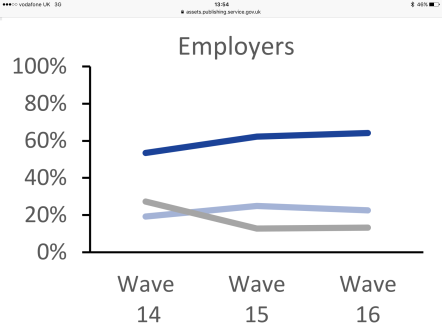 vodafone UK 3G
13:54
46%
assets.publishing.service.gov.uk
Employers
100%
80%
60%
40%
20%
0%
Wave 14
Wave 15
Wave 16